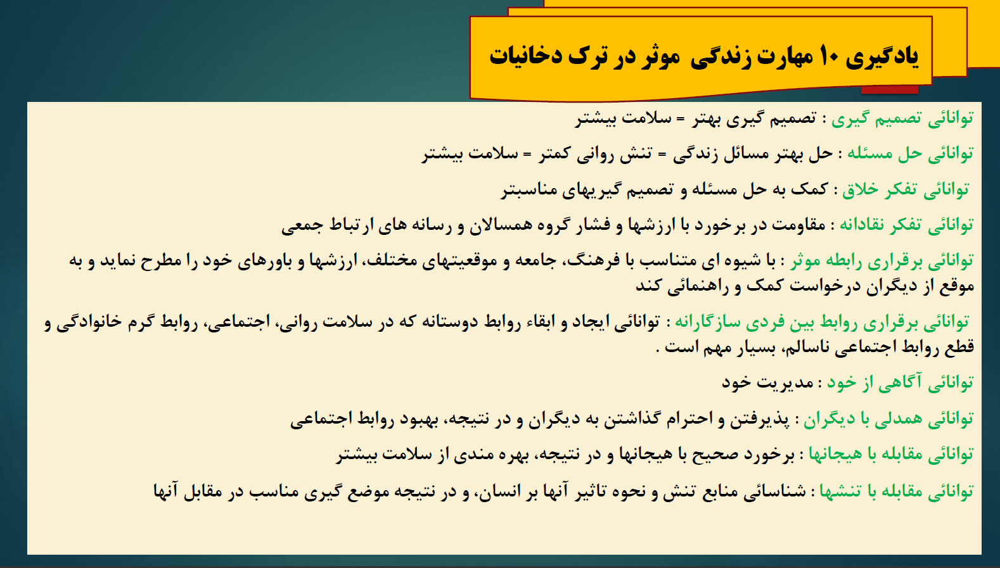 یادگیری ۱۰ مهارت زندگی موثر در ترک دخانیات
توانائی تصمیم گیری : تصمیم گیری بهتر = سلامت بیشتر
توانائی حل مسئله : حل بهتر مسائل زندگی = تنش روانی کمتر = سلامت بیشتر
توانائی تفکر خلاق : کمک به حل مسئله و تصمیم گیریهای مناسبتر
توانائی تفکر نقادانه : مقاومت در برخورد با ارزشها و فشار گروه همسالان و رسانه های ارتباط جمعی
توانائی برقراری رابطه موثر : با شیوه ای متناسب با فرهنگ، جامعه و موقعیتهای مختلف، ارزشها و باورهای خود را مطرح نماید و به
موقع از دیگران درخواست کمک و راهنمائی کند
توانائی برقراری روابط بین فردی سازگارانه : توانائی ایجاد و ابقاء روابط دوستانه که در سلامت روانی، اجتماعی، روابط گرم خانوادگی و
قطع روابط اجتماعی ناسالم، بسیار مهم است .
توانائی آگاهی از خود : مدیریت خود
توانائی همدلی با دیگران : پذیرفتن و احترام گذاشتن به دیگران و در نتیجه، بهبود روابط اجتماعی
توانائی مقابله با هیجانها : برخورد صحیح با هیجانها و در نتیجه، بهره مندی از سلامت بیشتر
توانائی مقابله با تنشها : شناسائی منابع تنش و نحوه تاثیر آنها بر انسان، و در نتیجه موضع گیری مناسب در مقابل آنها